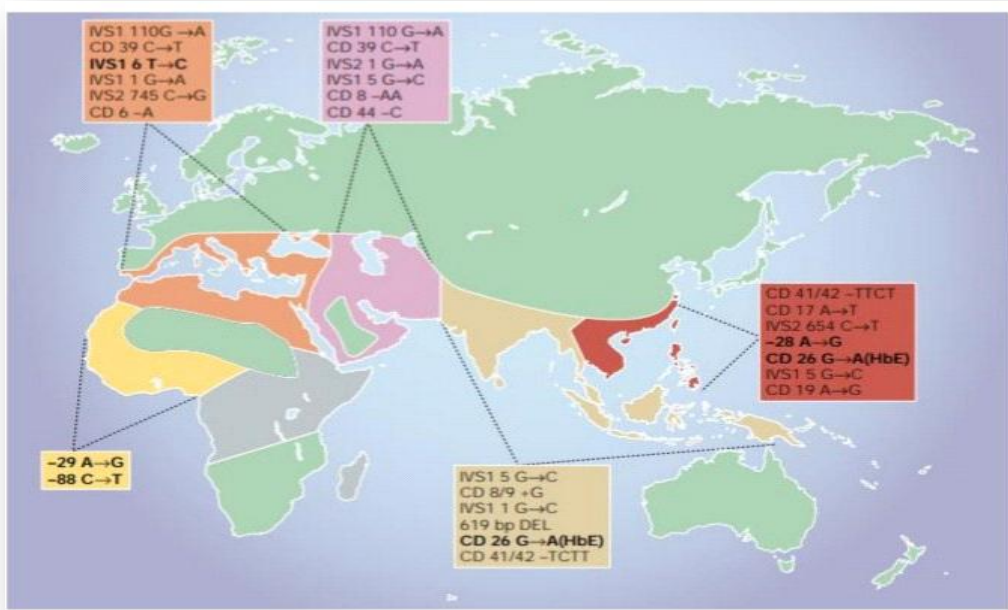 IVS1 110G→A
CD 39 C→T
IVS1 6 T→C
IVS1 1 G→A
IVS2 745 C→G
CD 6 –A
IVS1 110 G→A
CD 39 C→T
IVS2 1 G→A
IVS1 5 G→C
CD 8 –AA
CD 44 –C
CD 41/42 –TTCT
CD 17 A→T
IVS2 654 C→T
–28 A→G
CD 26 G→A(HbE)
IVS1 5 G→C
CD 19 A→G
–29 A→G
–88 C→T
IVS1 5 G→C
CD 8/9 +G
IVS1 1 G→C
619 bp DEL
CD 26 G→A(HbE)
CD 41/42 –TCTT